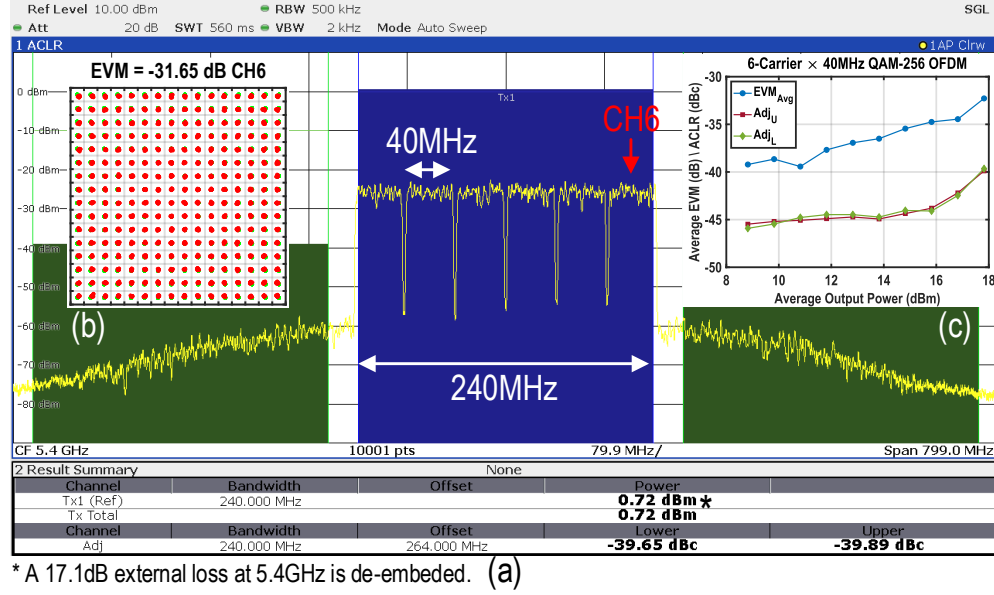 Ref Level 10.00 dBm RBW 500 kHz SGL
Att 20 dB SWT 560 ms VBW 2 kHz Mode Auto Sweep
1 ACLR 1AP Clrw
EVM = -31.65 dB CH6
0 dBm
-10 dBm
-20 dBm
-30 dBm
-40 dBm
-50 dBm
-60 dBm
-70 dBm
-80 dBm
(b)
Tx1
CH6
40MHz
240MHz
6-Carrier × 40MHz QAM-256 OFDM
EVM_Avg
Adj_U
Adj_L
Average EVM (dB) \ ACLR (dBc)
-30
-35
-40
-45
-50
8 10 12 14 16 18
Average Output Power (dBm)
(c)
CF 5.4 GHz 10001 pts 79.9 MHz/ Span 799.0 MHz
2 Result Summary None
Channel Bandwidth Offset Power
Tx1 (Ref) 240.000 MHz 0.72 dBm *
Tx Total 0.72 dBm
Channel Bandwidth Offset Lower Upper
Adj 240.000 MHz 264.000 MHz -39.65 dBc -39.89 dBc
* A 17.1dB external loss at 5.4GHz is de-embeded. (a)